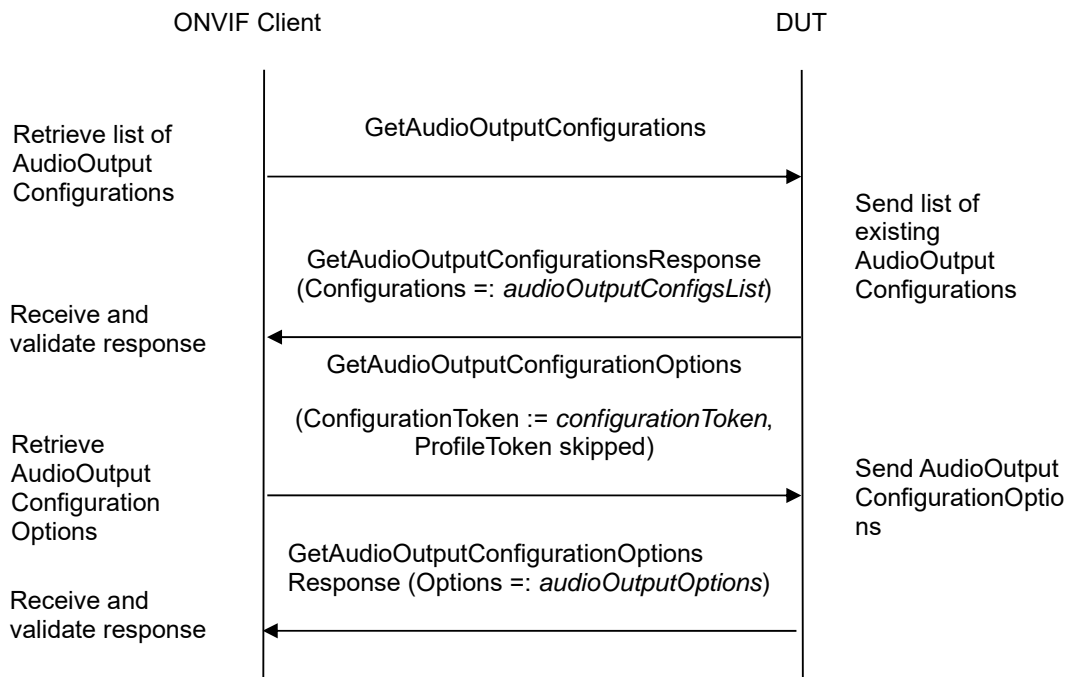 ONVIF Client
DUT
Retrieve list of
AudioOutput
Configurations
GetAudioOutputConfigurations
Send list of
existing
AudioOutput
Configurations
GetAudioOutputConfigurationsResponse
(Configurations =: audioOutputConfigsList)
Receive and
validate response
GetAudioOutputConfigurationOptions
(ConfigurationToken := configurationToken,
ProfileToken skipped)
Retrieve
AudioOutput
Configuration
Options
Send AudioOutput
ConfigurationOptio
ns
GetAudioOutputConfigurationOptions
Response (Options =: audioOutputOptions)
Receive and
validate response